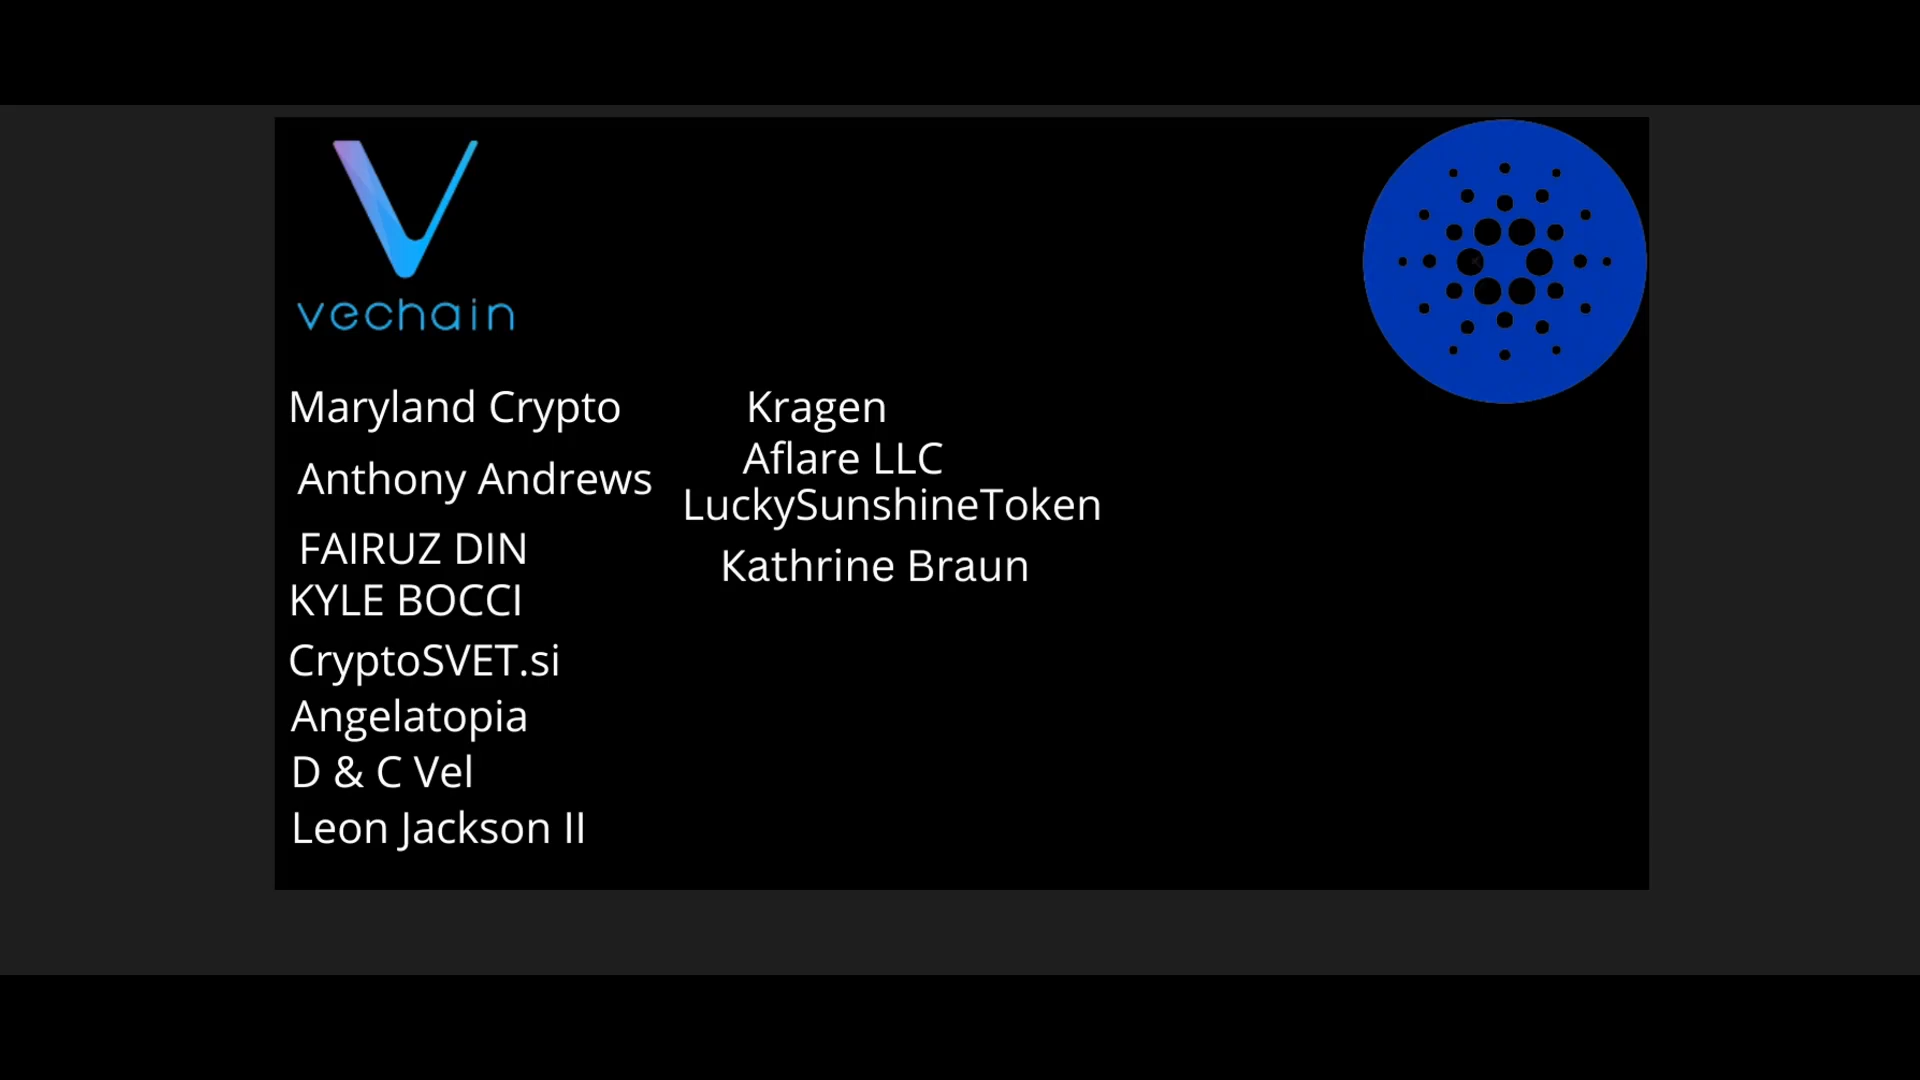 vechain
Maryland Crypto
Anthony Andrews
FAIRUZ DIN
KYLE BOCCI
CryptoSVET.si
Angelatopia
D & C Vel
Leon Jackson II
Kragen
Aflare LLC
LuckySunshineToken
Kathrine Braun